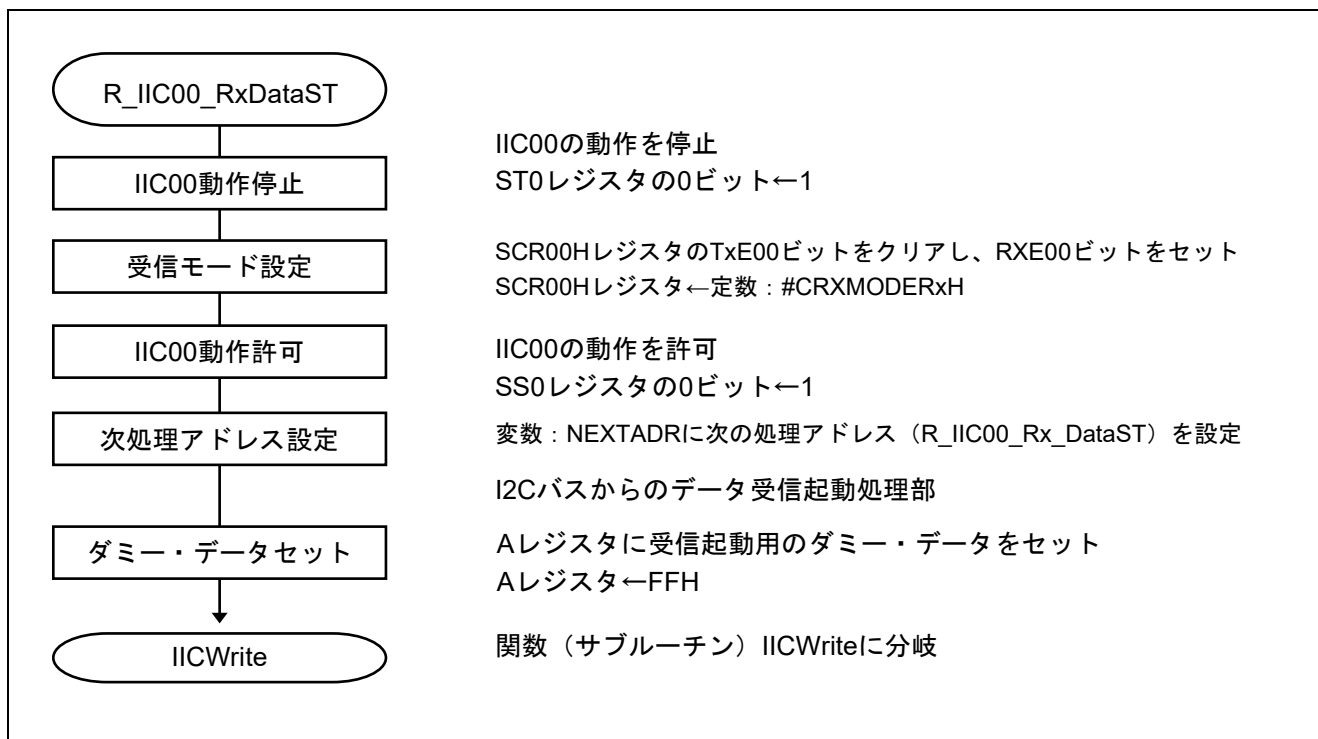 R_IIC00_RxDataST
IIC00の動作を停止
IIC00動作停止
ST0レジスタの0ビット←1
SCR00HレジスタのTxE00ビットをクリアし、RXE00ビットをセット
受信モード設定
SCR00Hレジスタ←定数：#CRXMODERxH
IIC00動作許可
IIC00の動作を許可
SS0レジスタの0ビット←1
次処理アドレス設定
変数：NEXTADRに次の処理アドレス（R_IIC00_Rx_DataST）を設定
I2Cバスからのデータ受信起動処理部
ダミー・データセット
Aレジスタに受信起動用のダミー・データをセット
Aレジスタ←FFH
IICWrite
関数（サブルーチン）IICWriteに分岐